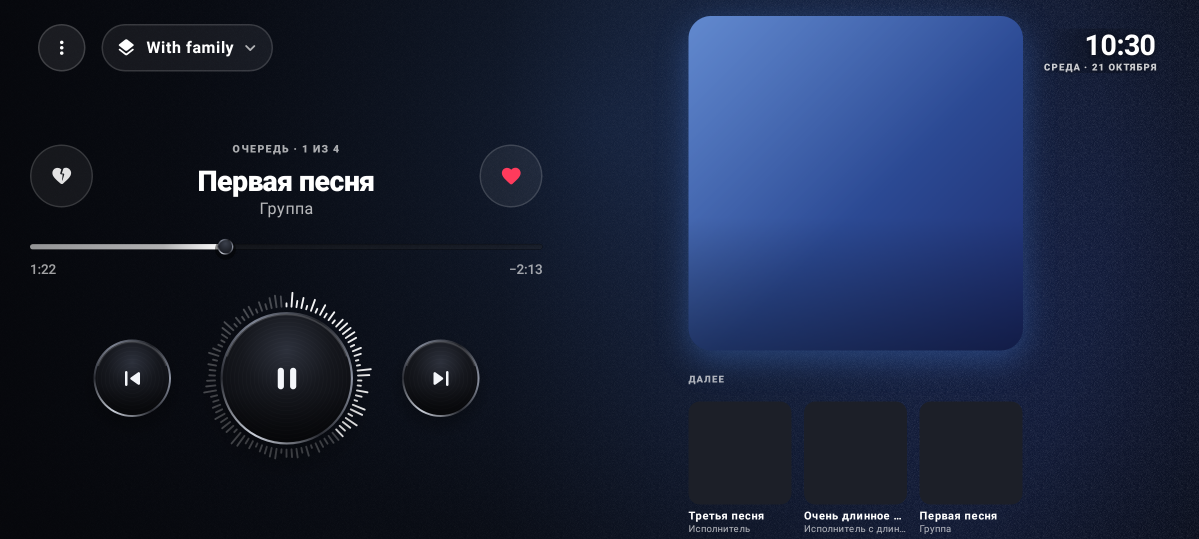 With family
10:30
СРЕДА · 21 ОКТЯБРЯ
ОЧЕРЕДЬ · 1 ИЗ 4
Первая песня
Группа
1:22
−2:13
ДАЛЕЕ
Третья песня
Исполнитель
Очень длинное ...
Исполнитель с длин...
Первая песня
Группа